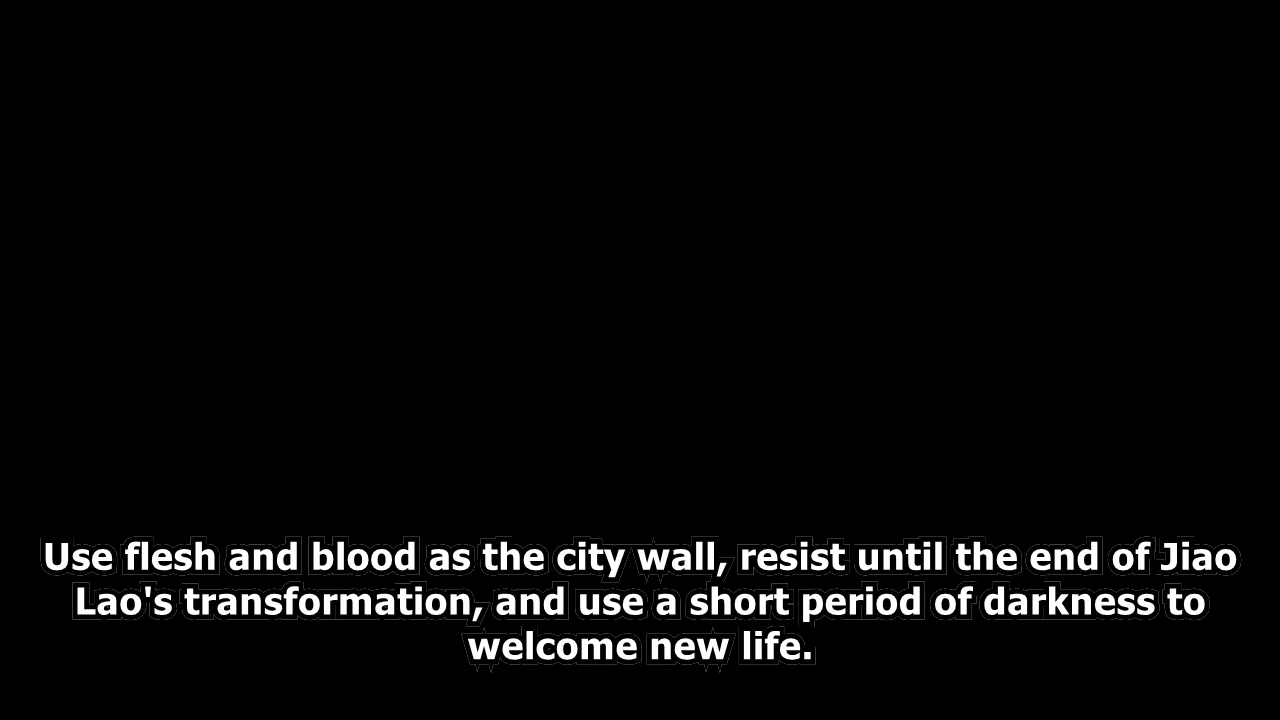 Use flesh and blood as the city wall, resist until the end of Jiao
Lao's transformation, and use a short period of darkness to
welcome new life.